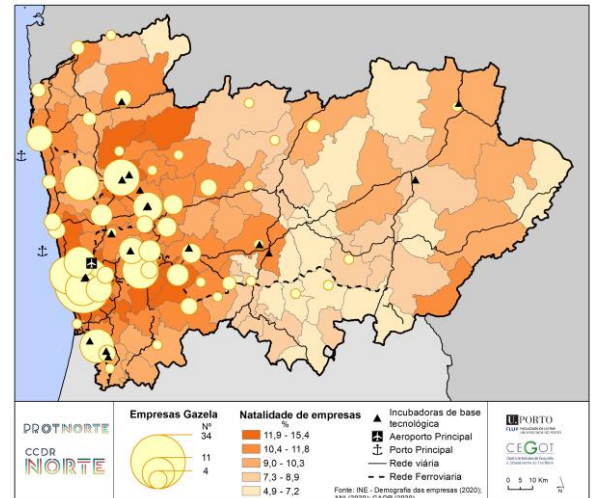 PROTNORTE
CCDR
NORTE
Empresas Gazela
Nº
34
11
4
Natalidade de empresas
%
11,9 - 15,4
10,4 - 11,8
9,0 - 10,3
7,3 - 8,9
4,9 - 7,2
Incubadoras de base
tecnológica
Aeroporto Principal
Porto Principal
Rede viária
Rede Ferroviaria
Fonte: INE - Demografia das empresas (2020);
U.PORTO
FLUP
CEGOT
0 5 10 Km